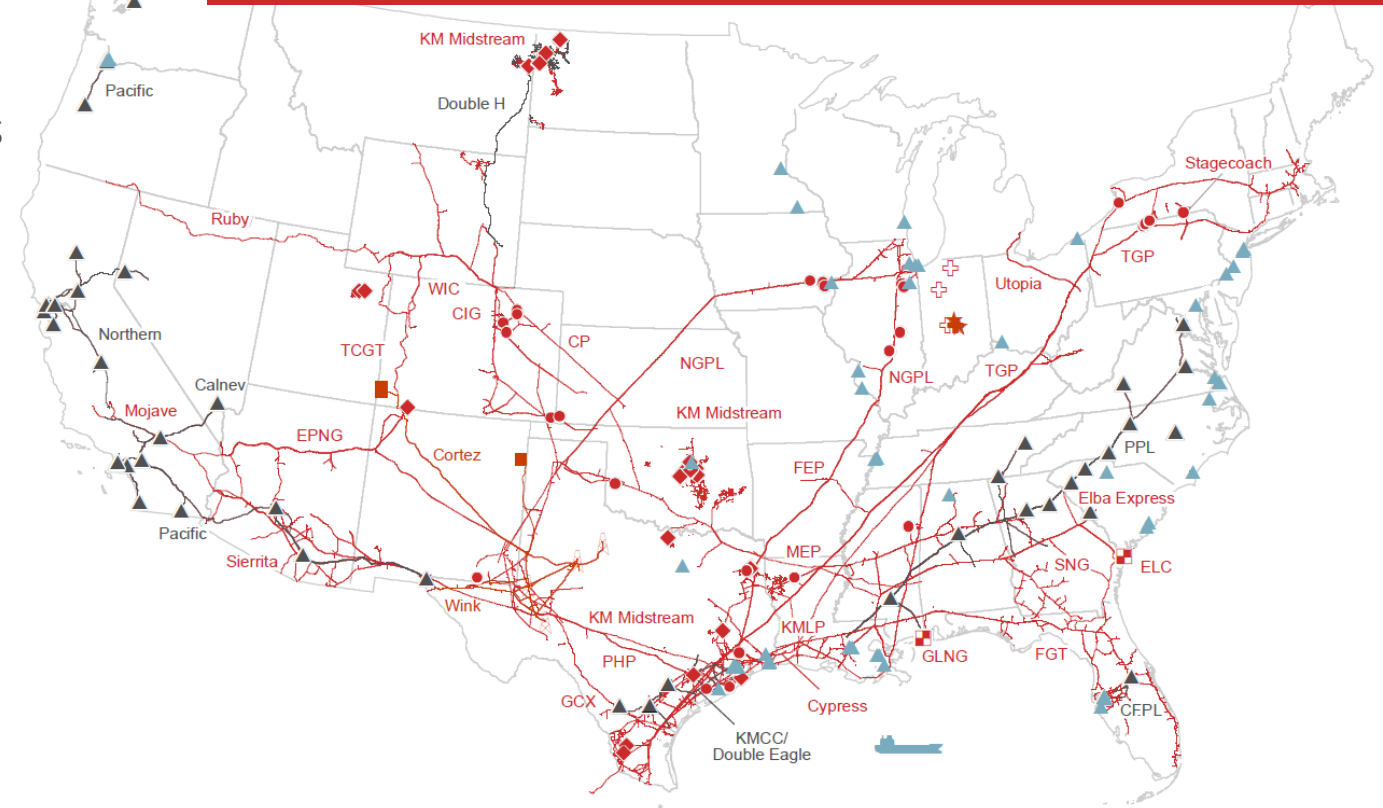 KM Midstream
Pacific
Double H
S
Stagecoach
Ruby
TGP
Utopia
WIC
CIG
Northern
CP
TCGT
NGPL
TGP
NGPL
Calnev
Mojave
KM Midstream
EPNG
PPL
Cortez
FEP
Elba Express
Pacific
MEP
Sierrita
SNG
ELC
Wink
KM Midstream
KMLP
GLNG
FGT
PHP
GCX
Cypress
CFPL
KMCC/
Double Eagle